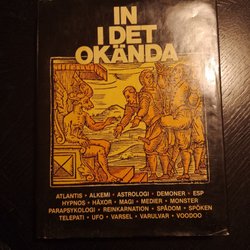 IN
I DET
OKÄNDA
ATLANTIS • ALKEMI • ASTROLOGI • DEMONER • ESP
HYPNOS • HÄXOR • MAGI • MEDIER • MONSTER
PARAPSYKOLOGI • REINKARNATION • SPÅDOM • SPÖKEN
TELEPATI • UFO • VARSEL • VARULVAR • VOODOO